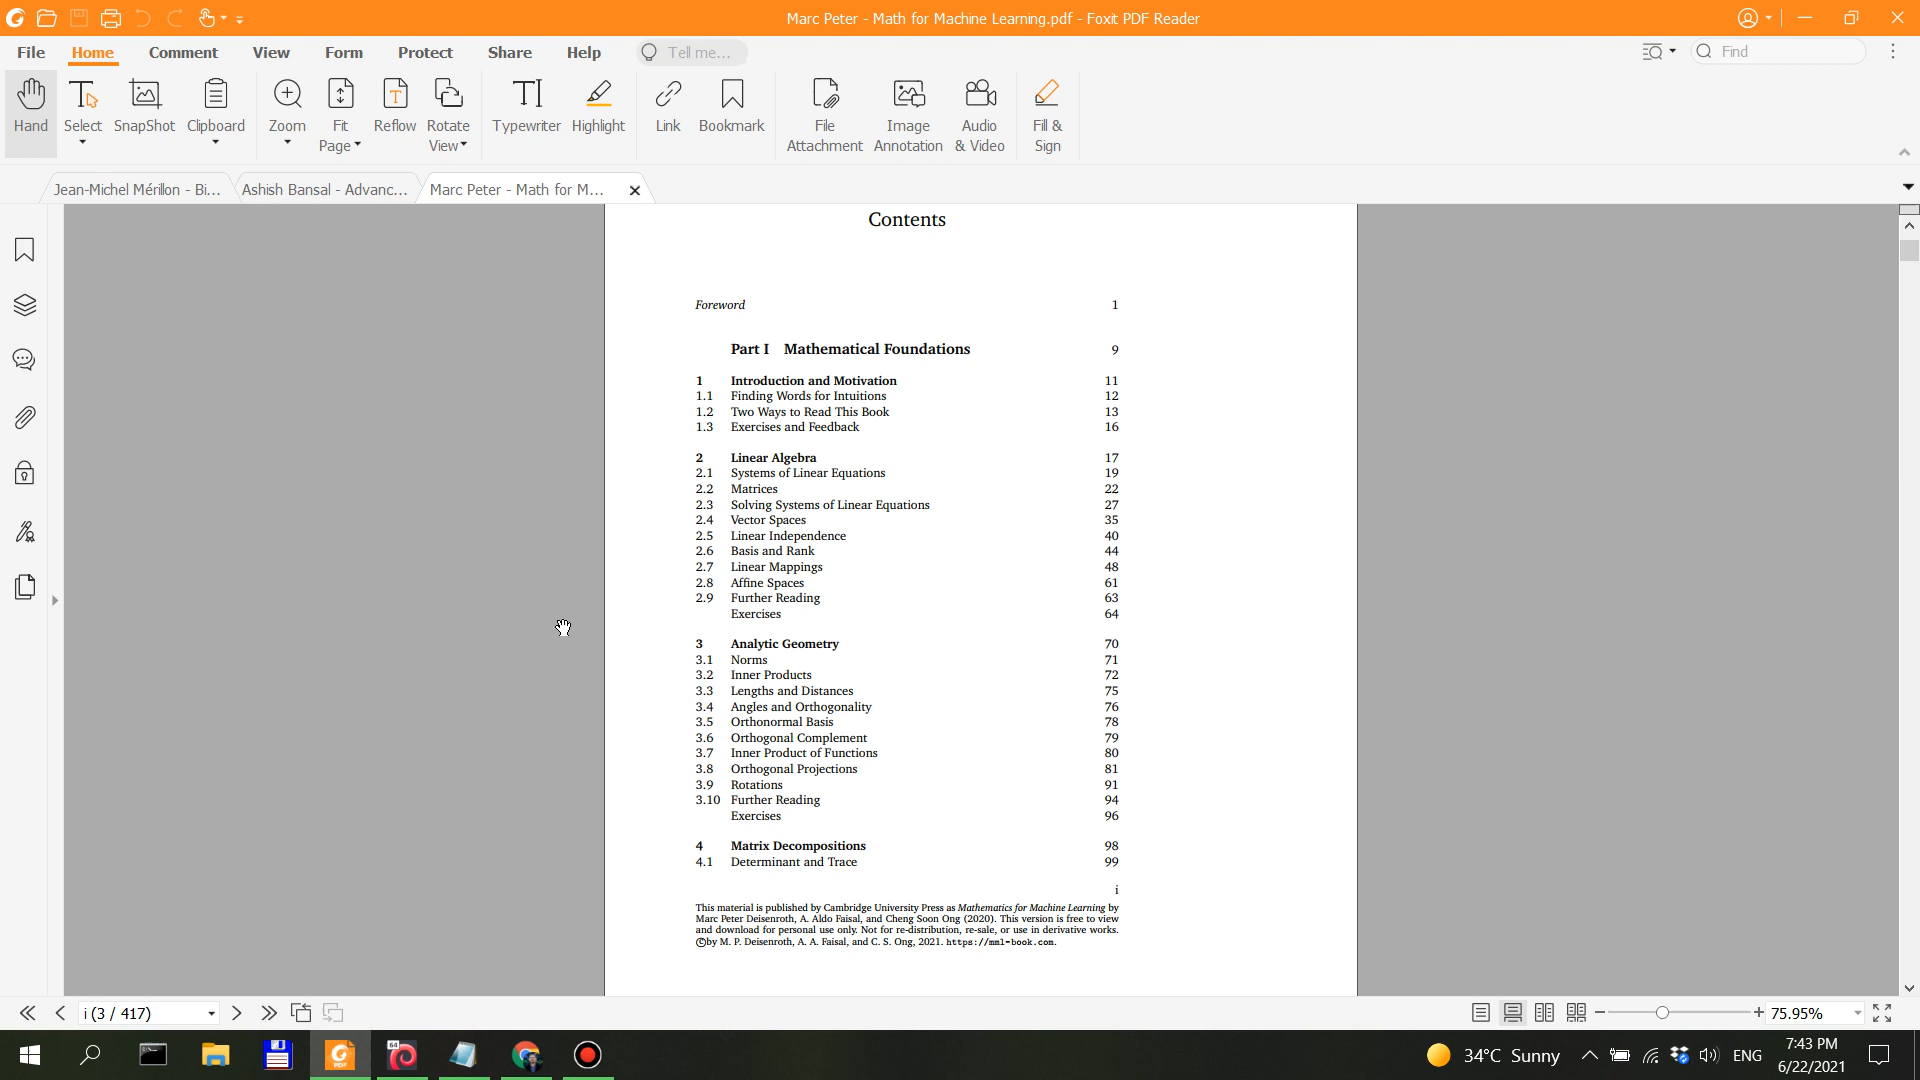 Marc Peter - Math for Machine Learning.pdf - Foxit PDF Reader
File Home Comment View Form Protect Share Help Tell me... Find
Hand Select SnapShot Clipboard Zoom Fit Page Reflow Rotate View Typewriter Highlight Link Bookmark File Attachment Image Annotation Audio & Video Fill & Sign
Jean-Michel Mérillon - Bi... Ashish Bansal - Advanc... Marc Peter - Math for M...
Contents
Foreword 1
Part I Mathematical Foundations 9
1 Introduction and Motivation 11
1.1 Finding Words for Intuitions 12
1.2 Two Ways to Read This Book 13
1.3 Exercises and Feedback 16
2 Linear Algebra 17
2.1 Systems of Linear Equations 19
2.2 Matrices 22
2.3 Solving Systems of Linear Equations 27
2.4 Vector Spaces 35
2.5 Linear Independence 40
2.6 Basis and Rank 44
2.7 Linear Mappings 48
2.8 Affine Spaces 61
2.9 Further Reading 63
Exercises 64
3 Analytic Geometry 70
3.1 Norms 71
3.2 Inner Products 72
3.3 Lengths and Distances 75
3.4 Angles and Orthogonality 76
3.5 Orthonormal Basis 78
3.6 Orthogonal Complement 79
3.7 Inner Product of Functions 80
3.8 Orthogonal Projections 81
3.9 Rotations 91
3.10 Further Reading 94
Exercises 96
4 Matrix Decompositions 98
4.1 Determinant and Trace 99
i
This material is published by Cambridge University Press as Mathematics for Machine Learning by
Marc Peter Deisenroth, A. Aldo Faisal, and Cheng Soon Ong (2020). This version is free to view
and download for personal use only. Not for re-distribution, re-sale, or use in derivative works.
©by M. P. Deisenroth, A. A. Faisal, and C. S. Ong, 2021. https://mml-book.com.
i (3 / 417) 75.95%
64 PDF 34°C Sunny ENG 7:43 PM
6/22/2021